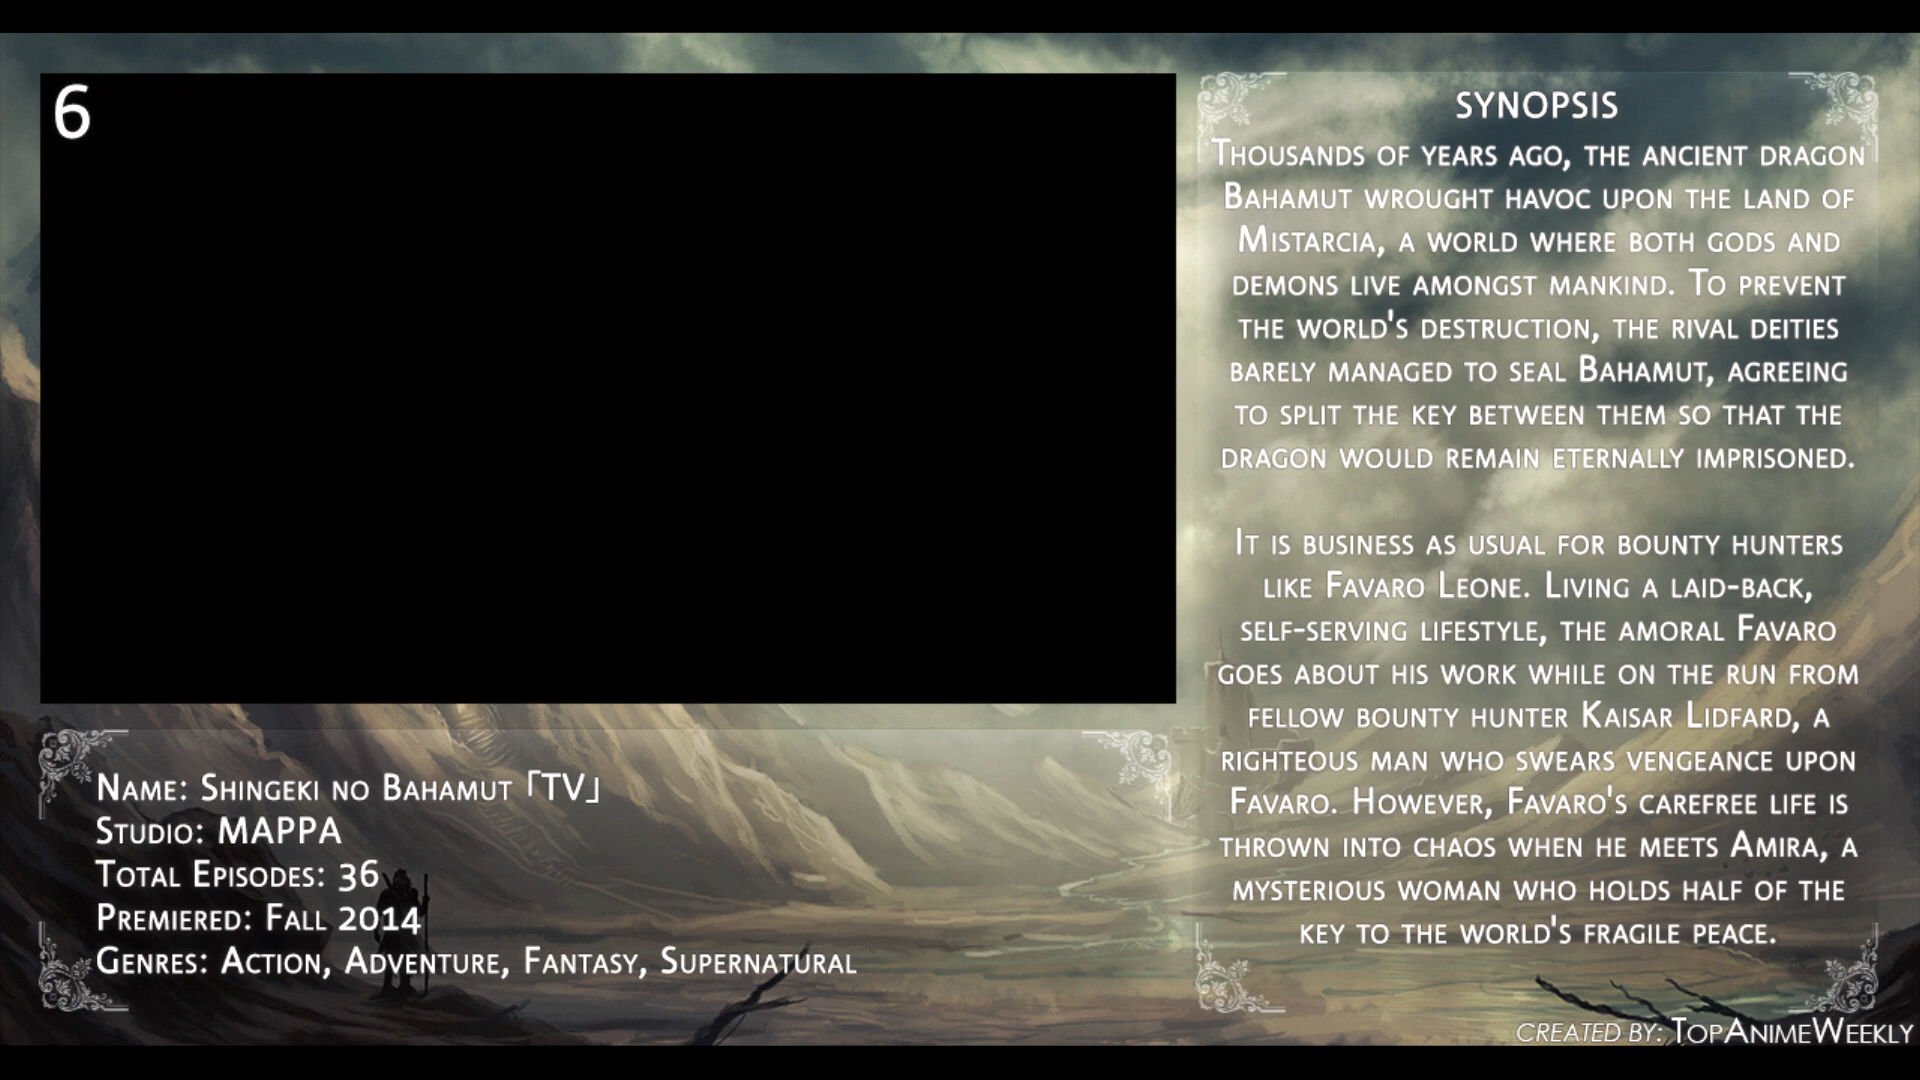 6
SYNOPSIS
Thousands of years ago, the ancient dragon
Bahamut wrought havoc upon the land of
Mistarcia, a world where both gods and
demons live amongst mankind. To prevent
the world's destruction, the rival deities
barely managed to seal Bahamut, agreeing
to split the key between them so that the
dragon would remain eternally imprisoned.
It is business as usual for bounty hunters
like Favaro Leone. Living a laid-back,
self-serving lifestyle, the amoral Favaro
goes about his work while on the run from
fellow bounty hunter Kaisar Lidfard, a
righteous man who swears vengeance upon
Favaro. However, Favaro's carefree life is
thrown into chaos when he meets Amira, a
mysterious woman who holds half of the
key to the world's fragile peace.
Name: Shingeki no Bahamut「TV」
Studio: MAPPA
Total Episodes: 36
Premiered: Fall 2014
Genres: Action, Adventure, Fantasy, Supernatural
CREATED BY: TopAnimeWeekly